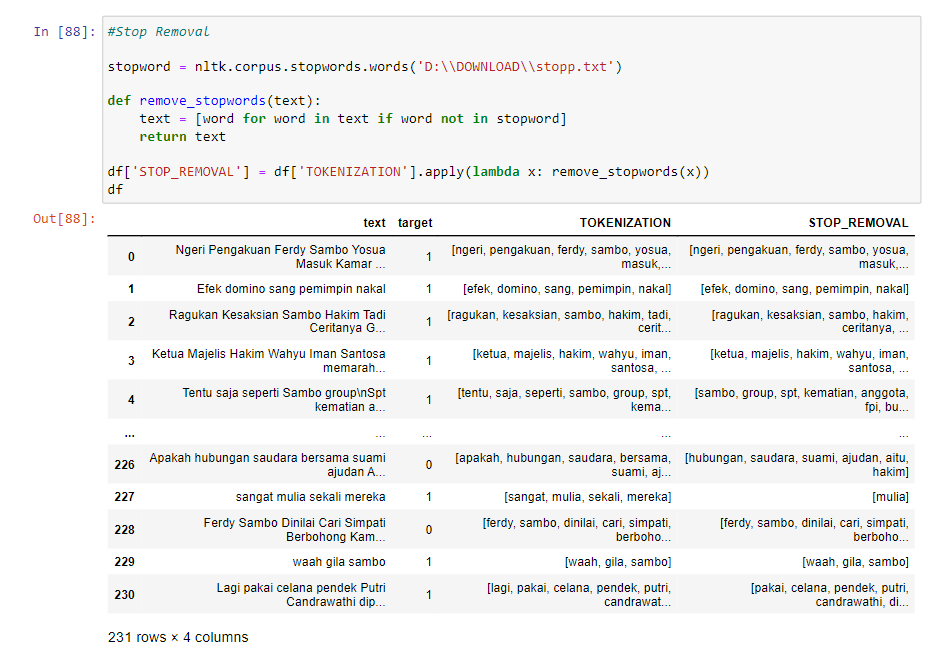 In [88]:
#Stop Removal
stopword = nltk.corpus.stopwords.words('D:\\DOWNLOAD\\stopp.txt')
def remove_stopwords(text):
    text = [word for word in text if word not in stopword]
    return text
df['STOP_REMOVAL'] = df['TOKENIZATION'].apply(lambda x: remove_stopwords(x))
df
Out[88]:
text target TOKENIZATION STOP_REMOVAL
0 Ngeri Pengakuan Ferdy Sambo Yosua 1 [ngeri, pengakuan, ferdy, sambo, yosua, [ngeri, pengakuan, ferdy, sambo, yosua,
Masuk Kamar ... masuk,... masuk,...
1 Efek domino sang pemimpin nakal 1 [efek, domino, sang, pemimpin, nakal] [efek, domino, sang, pemimpin, nakal]
2 Ragukan Kesaksian Sambo Hakim Tadi 1 [ragukan, kesaksian, sambo, hakim, tadi, [ragukan, kesaksian, sambo, hakim,
Ceritanya G... cerit... ceritanya, ...
3 Ketua Majelis Hakim Wahyu Iman Santosa 1 [ketua, majelis, hakim, wahyu, iman, [ketua, majelis, hakim, wahyu, iman,
memarah... santosa, ... santosa, ...
4 Tentu saja seperti Sambo group\nSpt 1 [tentu, saja, seperti, sambo, group, spt, [sambo, group, spt, kematian, anggota,
kematian a... kema... fpi, bu...
... ... ... ... ...
226 Apakah hubungan saudara bersama suami 0 [apakah, hubungan, saudara, bersama, [hubungan, saudara, suami, ajudan, aitu,
ajudan A... suami, aj... hakim]
227 sangat mulia sekali mereka 1 [sangat, mulia, sekali, mereka] [mulia]
228 Ferdy Sambo Dinilai Cari Simpati 0 [ferdy, sambo, dinilai, cari, simpati, [ferdy, sambo, dinilai, cari, simpati,
Berbohong Kam... berboho... berboho...
229 waah gila sambo 1 [waah, gila, sambo] [waah, gila, sambo]
230 Lagi pakai celana pendek Putri 1 [lagi, pakai, celana, pendek, putri, [pakai, celana, pendek, putri,
Candrawathi dip... candrawat... candrawathi, di...
231 rows × 4 columns